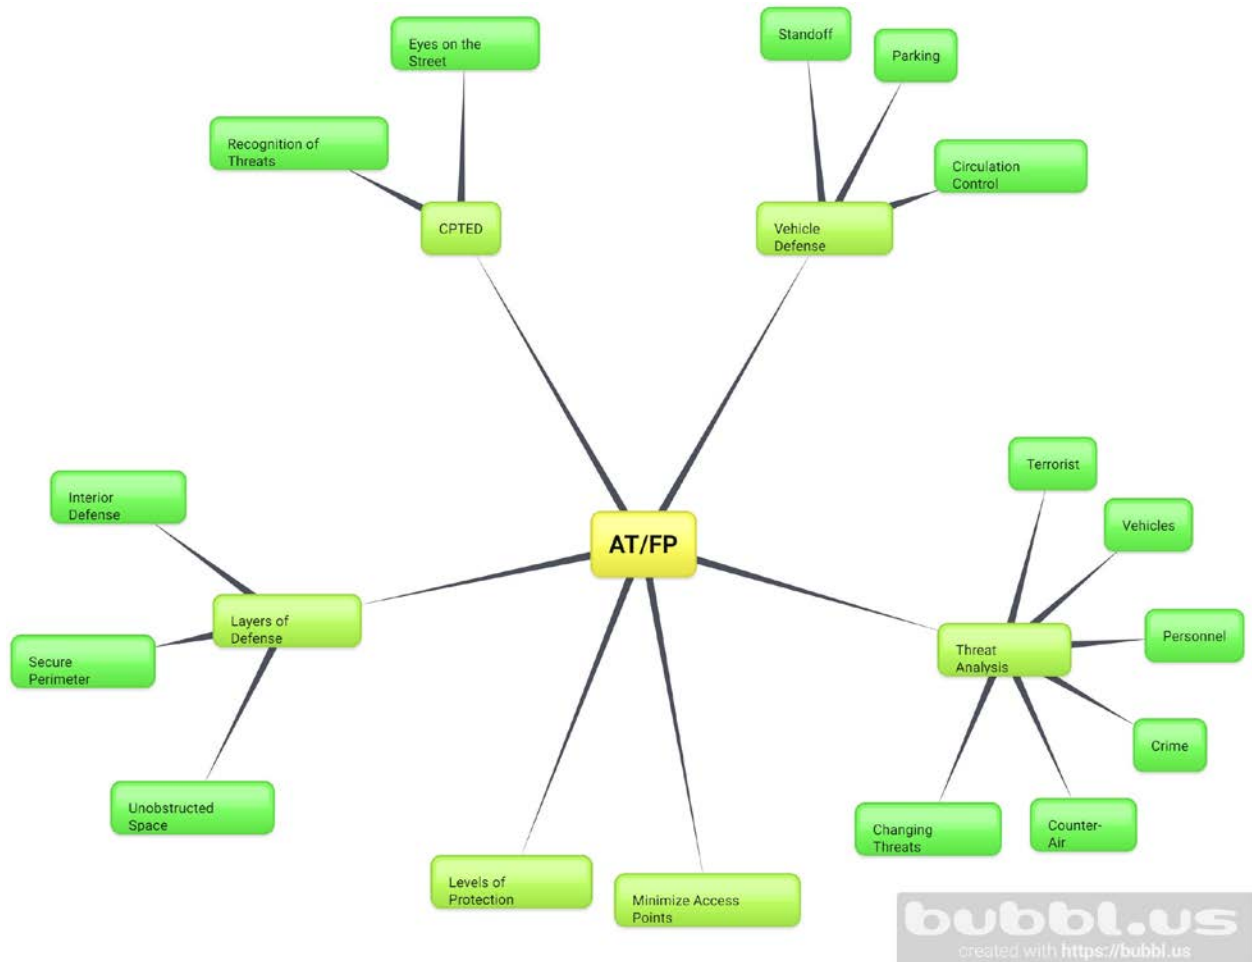 Eyes on the
Street
Recognition of
Threats
CPTED
Standoff
Parking
Circulation
Control
Vehicle
Defense
AT/FP
Interior
Defense
Layers of
Defense
Secure
Perimeter
Unobstructed
Space
Levels of
Protection
Minimize Access
Points
Terrorist
Vehicles
Personnel
Threat
Analysis
Crime
Counter-
Air
Changing
Threats
bubbl.us
created with https://bubbl.us